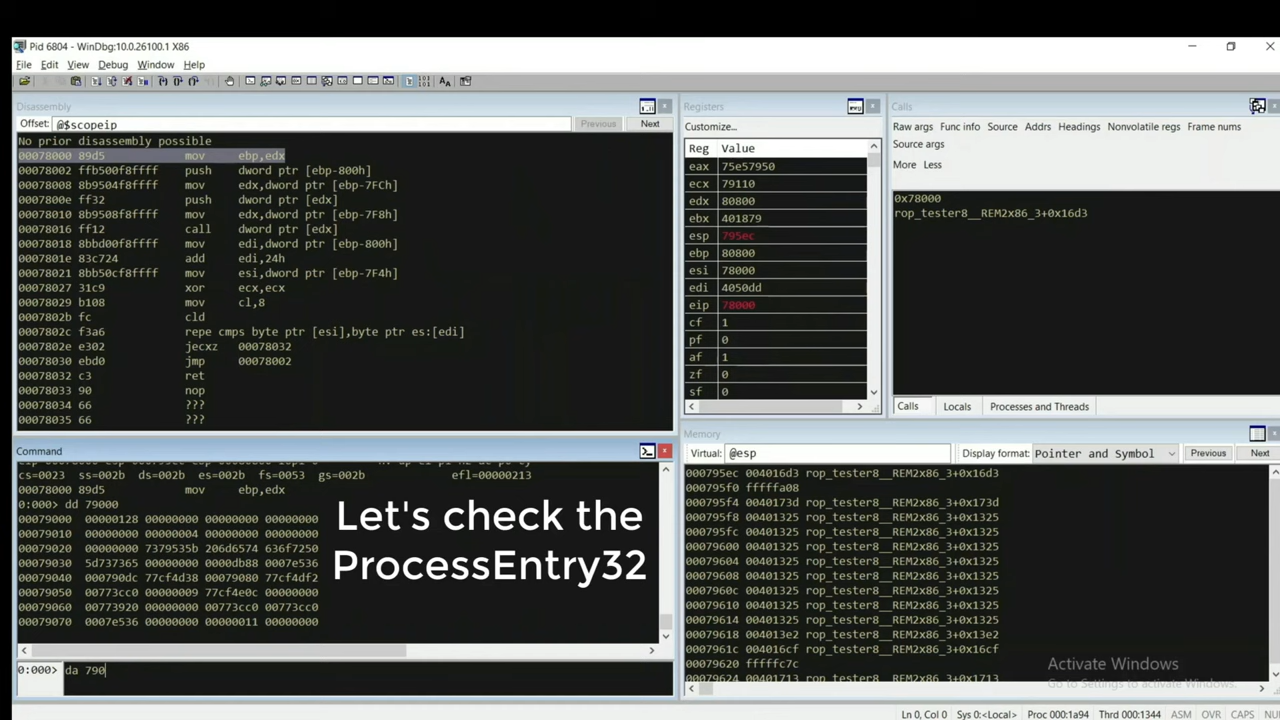 Pid 6804 - WinDbg:10.0.26100.1 X86
File Edit View Debug Window Help
Disassembly
Offset: @$scopeip Previous Next
No prior disassembly possible
00078000 89d5 mov ebp,edx
00078002 ffb500f8ffff push dword ptr [ebp-800h]
00078008 8b9504f8ffff mov edx,dword ptr [ebp-7FCh]
0007800e ff32 push dword ptr [edx]
00078010 8b9508f8ffff mov edx,dword ptr [ebp-7F8h]
00078016 ff12 call dword ptr [edx]
00078018 8bbd00f8ffff mov edi,dword ptr [ebp-800h]
0007801e 83c724 add edi,24h
00078021 8bb50cf8ffff mov esi,dword ptr [ebp-7F4h]
00078027 31c9 xor ecx,ecx
00078029 b108 mov cl,8
0007802b fc cld
0007802c f3a6 repe cmps byte ptr [esi],byte ptr es:[edi]
0007802e e302 jecxz 00078032
00078030 ebd0 jmp 00078002
00078032 c3 ret
00078033 90 nop
00078034 66 ???
00078035 66 ???
Registers
Customize...
Reg Value
eax 75e57950
ecx 79110
edx 80800
ebx 401879
esp 795ec
ebp 80800
esi 78000
edi 4050dd
eip 78000
cf 1
pf 0
af 1
zf 0
sf 0
Calls
Raw args Func info Source Addrs Headings Nonvolatile regs Frame nums
Source args
More Less
0x78000
rop_tester8__REM2x86_3+0x16d3
Calls Locals Processes and Threads
Command
cs=0023 ss=002b ds=002b es=002b fs=0053 gs=002b efl=00000213
00078000 89d5 mov ebp,edx
0:000> dd 79000
00079000 00000128 00000000 00000000 00000000
00079010 00000000 00000004 00000000 00000000
00079020 00000000 7379535b 206d6574 636f7250
00079030 5d737365 00000000 0000db88 0007e536
00079040 000790dc 77cf4d38 00079080 77cf4df2
00079050 00773cc0 00000009 77cf4e0c 00000000
00079060 00773920 00000000 00773cc0 00773cc0
00079070 0007e536 00000000 00000011 00000000
0:000> da 790
Let's check the
ProcessEntry32
Memory
Virtual: @esp Display format: Pointer and Symbol Previous Next
000795ec 004016d3 rop_tester8__REM2x86_3+0x16d3
000795f0 fffffa08
000795f4 0040173d rop_tester8__REM2x86_3+0x173d
000795f8 00401325 rop_tester8__REM2x86_3+0x1325
000795fc 00401325 rop_tester8__REM2x86_3+0x1325
00079600 00401325 rop_tester8__REM2x86_3+0x1325
00079604 00401325 rop_tester8__REM2x86_3+0x1325
00079608 00401325 rop_tester8__REM2x86_3+0x1325
0007960c 00401325 rop_tester8__REM2x86_3+0x1325
00079610 00401325 rop_tester8__REM2x86_3+0x1325
00079614 00401325 rop_tester8__REM2x86_3+0x1325
00079618 004013e2 rop_tester8__REM2x86_3+0x13e2
0007961c 004016cf rop_tester8__REM2x86_3+0x16cf
00079620 fffffc7c
00079624 00401713 rop_tester8__REM2x86_3+0x1713
Activate Windows
Go to Settings to activate Windows.
Ln 0, Col 0 Sys 0:<Local> Proc 000:1a94 Thrd 000:1344 ASM OVR CAPS